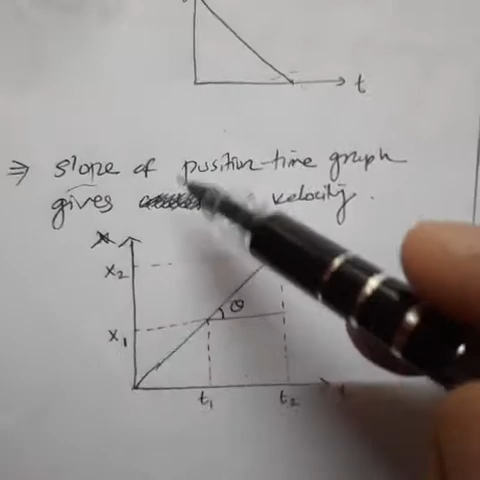 t
⇒ slope of position-time graph
gives velocity.
x
x₂
θ
x₁
t₁ t₂